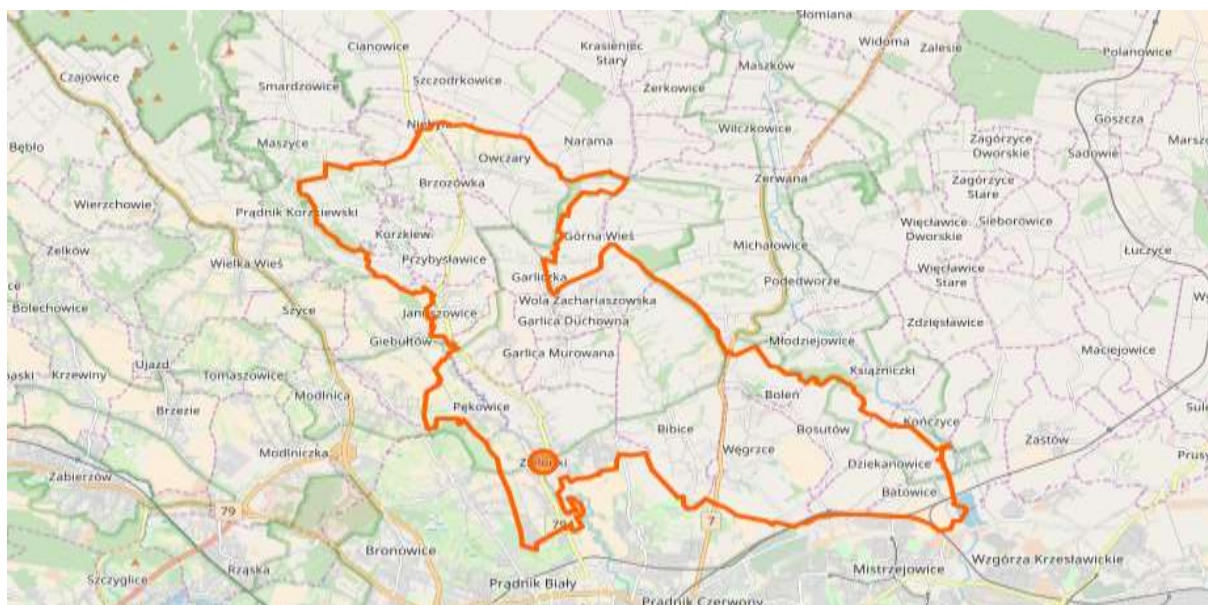 Słomiana
Cianowice
Krasieniec
Stary
Widoma
Zalesie
Polanowice
Czajowice
Smardzowice
Szczodrkowice
Maszków
Żerkowice
Goszcza
Bębło
Maszyce
Narama
Wilczkowice
Zagórzyce
Dworskie
Sadowie
Owczary
Wierzchowie
Brzozówka
Zerwana
Zagórzyce
Stare
Prądnik Korzkiewski
Więcławice
Dworskie
Sieborowice
Zelków
Korzkiew
Górna Wieś
Michałowice
Łuczyce
Wielka Wieś
Przybysławice
Garliczka
Podedworze
Więcławice
Stare
Bolechowice
Szyce
Januszowice
Wola Zachariaszowska
Garlica Duchowna
Zdzięsławice
Giebułtów
Garlica Murowana
Młodziejowice
Maciejowice
Krzewiny
Ujazd
Tomaszowice
Książniczki
Brzezie
Modlnica
Pękowice
Boleń
Bibice
Bosutów
Kończyce
Węgrzce
Zastów
Modlniczka
Dziekanowice
Zabierzów
Batowice
79
7
Bronowice
Rząska
Szczyglice
Prądnik Biały
Mistrzejowice
Wzgórza Krzesławickie
Prądnik Czerwony